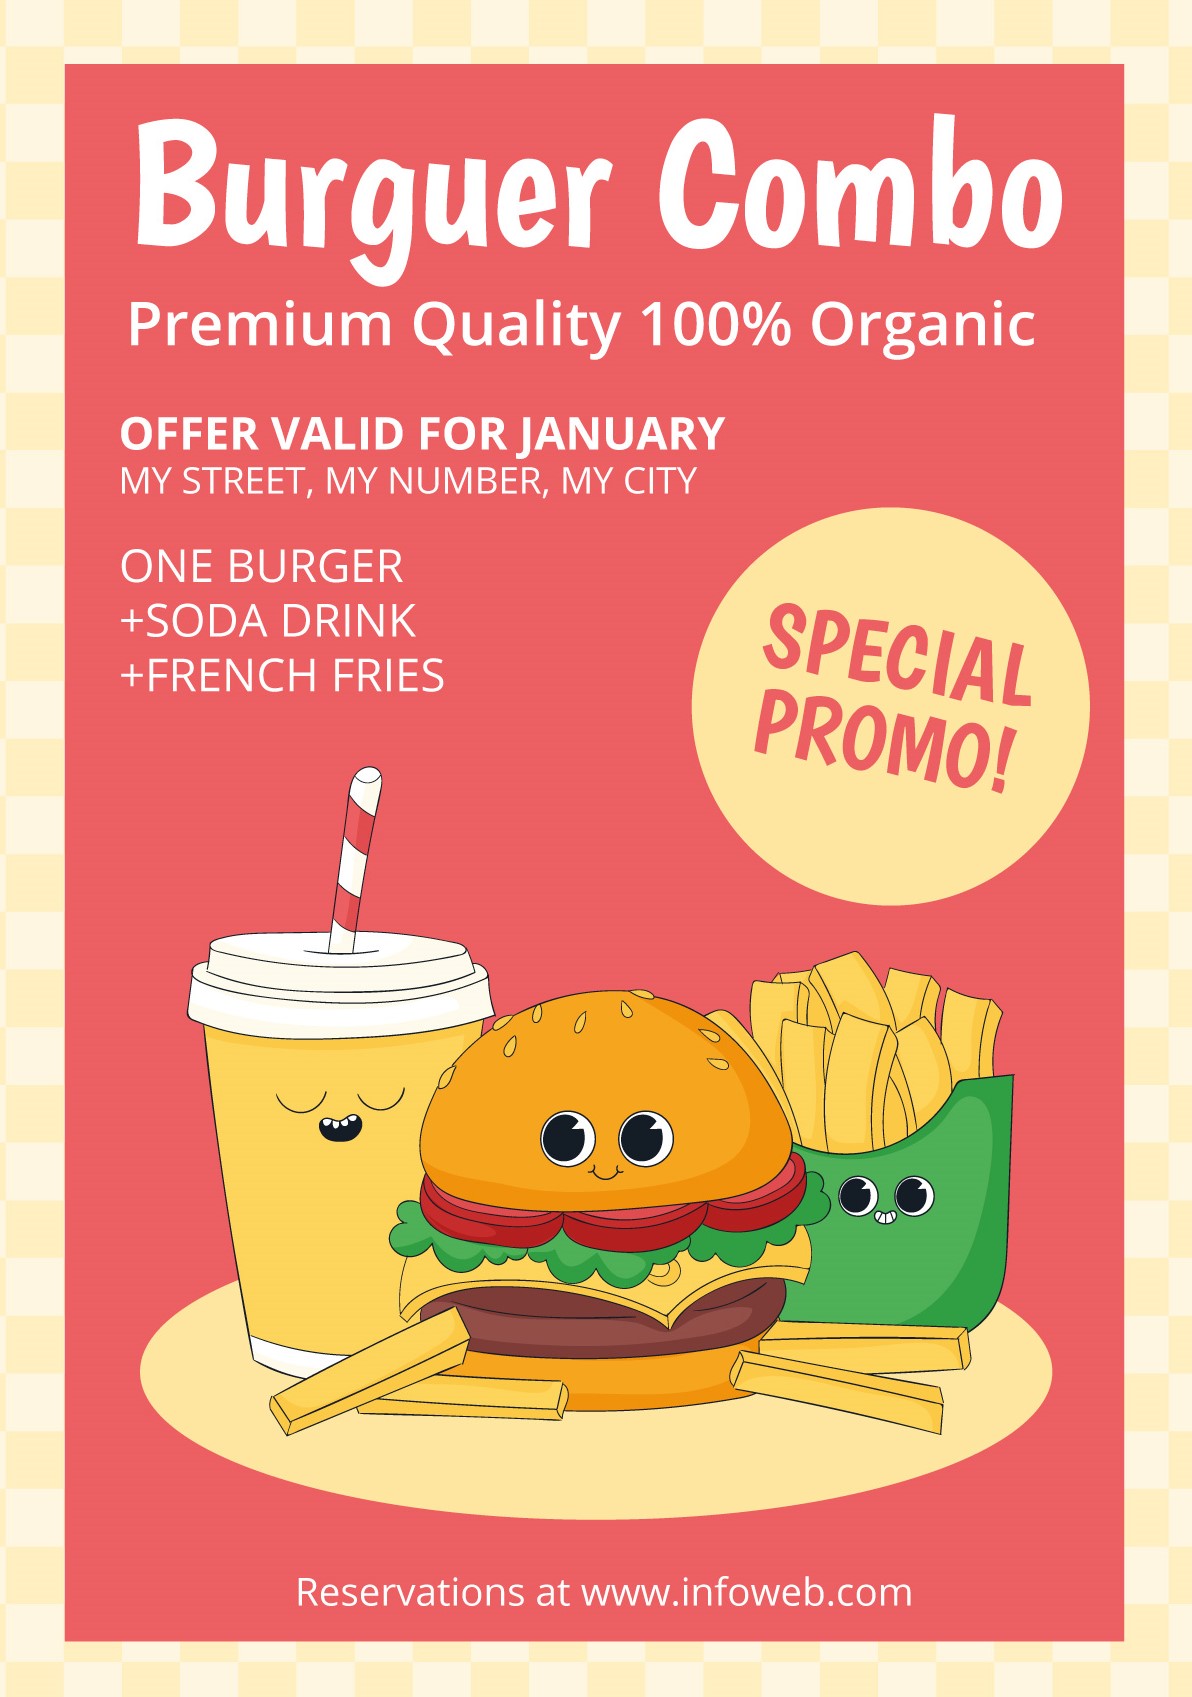 Burguer Combo
Premium Quality 100% Organic
OFFER VALID FOR JANUARY
MY STREET, MY NUMBER, MY CITY
ONE BURGER
+SODA DRINK
+FRENCH FRIES
SPECIAL
PROMO!
Reservations at www.infoweb.com